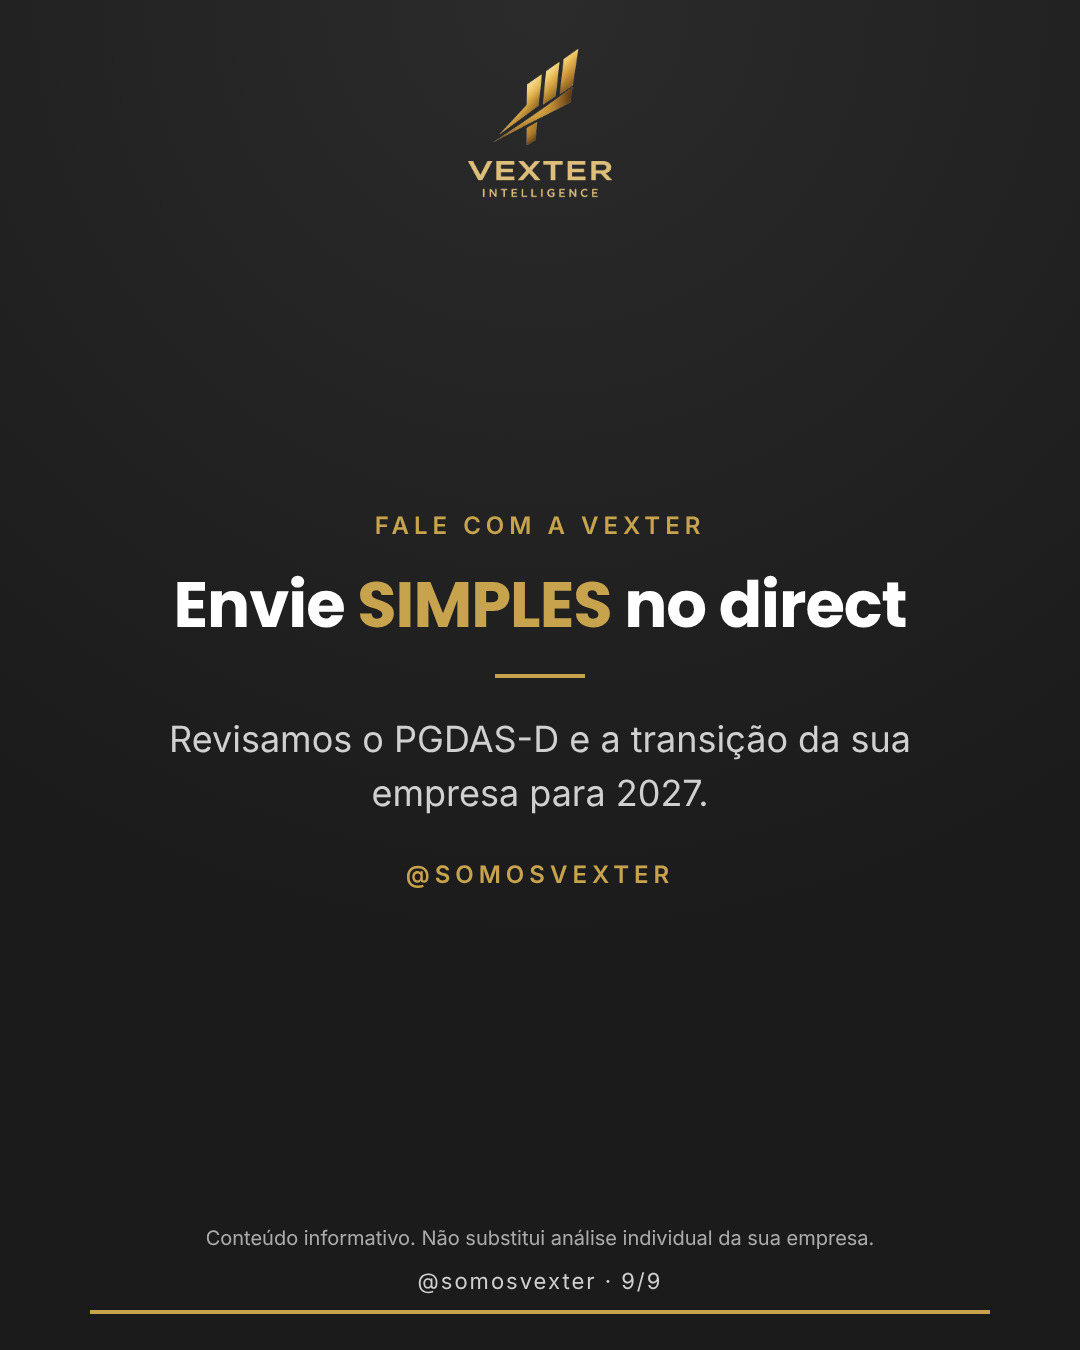 VEXTER
INTELLIGENCE
FALE COM A VEXTER
Envie SIMPLES no direct
Revisamos o PGDAS-D e a transição da sua
empresa para 2027.
@SOMOSVEXTER
Conteúdo informativo. Não substitui análise individual da sua empresa.
@somosvexter · 9/9